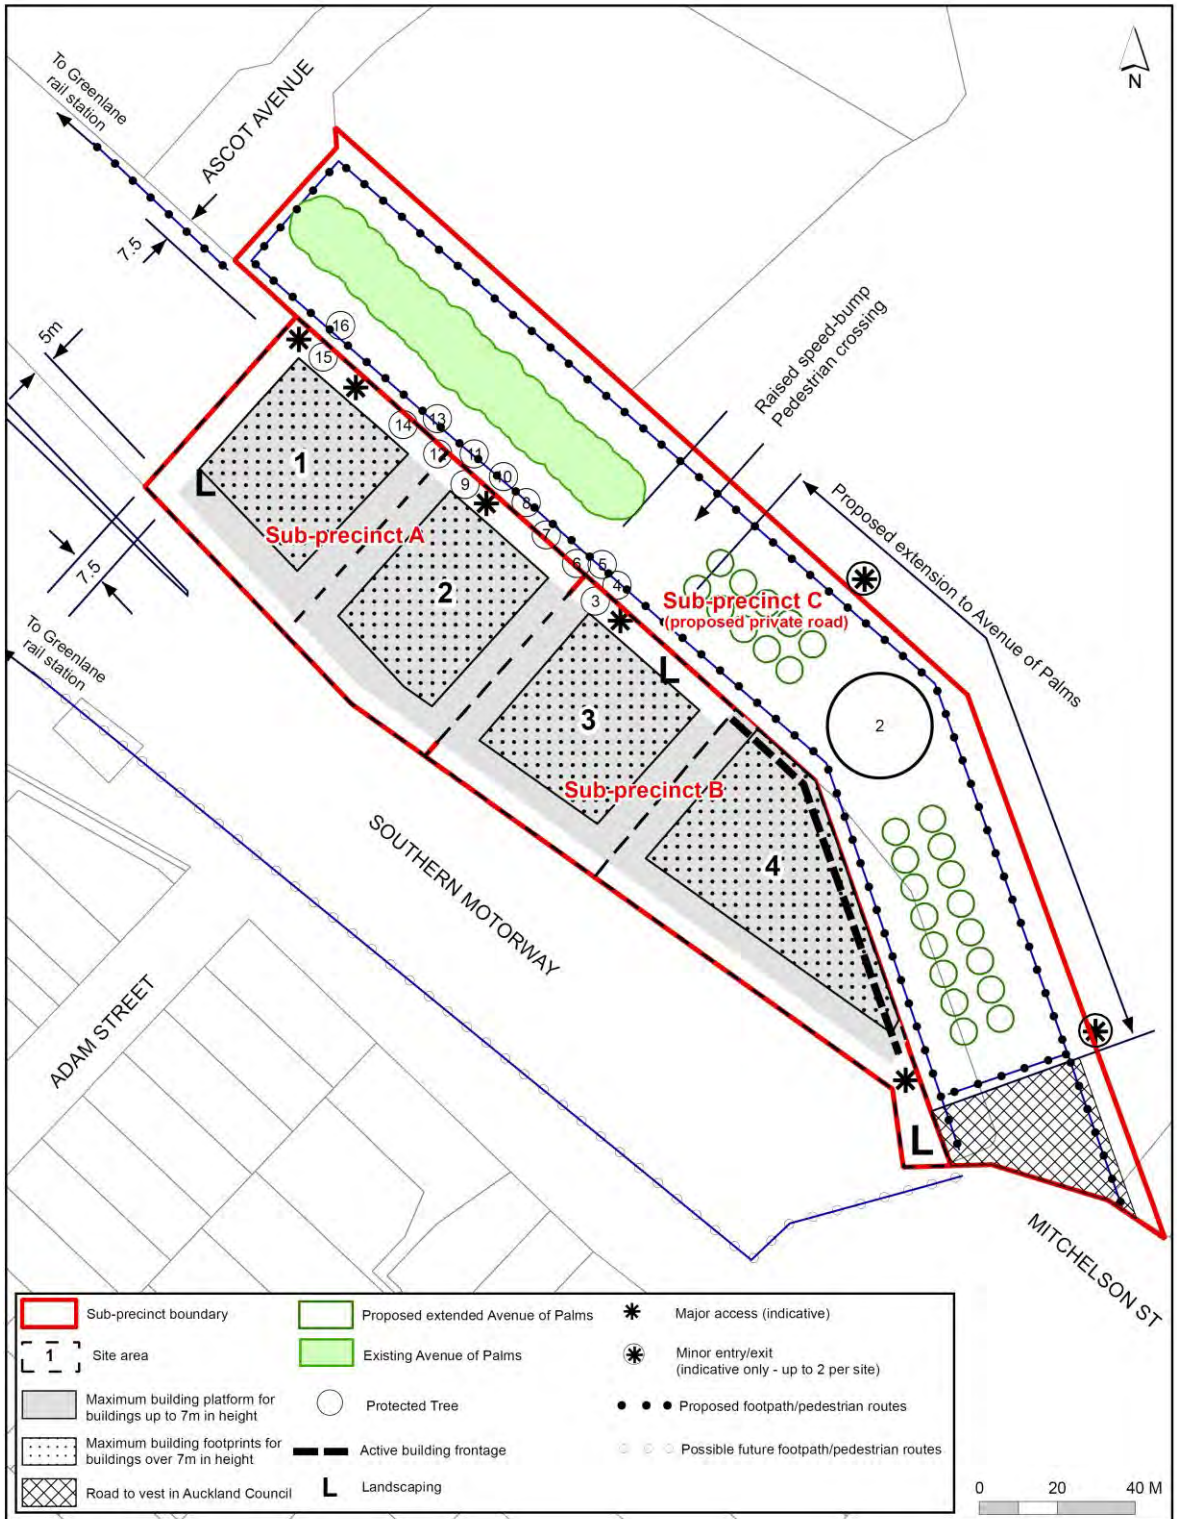 N
To Greenlane
rail station
ASCOT AVENUE
7.5
5m
16
15
14
13
12
11
10
9
8
7
6
5
4
3
Raised speed-bump
Pedestrian crossing
Proposed extension to Avenue of Palms
1
L
Sub-precinct A
2
7.5
To Greenlane
rail station
Sub-precinct C
(proposed private road)
L
2
3
Sub-precinct B
4
SOUTHERN MOTORWAY
ADAM STREET
L
MITCHELSON ST
Sub-precinct boundary
1 Site area
Maximum building platform for
buildings up to 7m in height
Maximum building footprints for
buildings over 7m in height
Road to vest in Auckland Council
Proposed extended Avenue of Palms
Existing Avenue of Palms
Protected Tree
Active building frontage
L Landscaping
Major access (indicative)
Minor entry/exit
(indicative only - up to 2 per site)
Proposed footpath/pedestrian routes
Possible future footpath/pedestrian routes
0 20 40 M